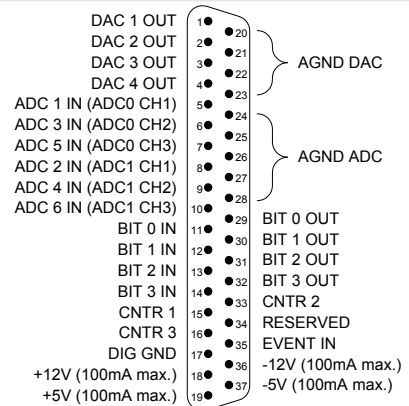 DAC 1 OUT 1
DAC 2 OUT 2
DAC 3 OUT 3
DAC 4 OUT 4
ADC 1 IN (ADC0 CH1) 5
ADC 3 IN (ADC0 CH2) 6
ADC 5 IN (ADC0 CH3) 7
ADC 2 IN (ADC1 CH1) 8
ADC 4 IN (ADC1 CH2) 9
ADC 6 IN (ADC1 CH3) 10
BIT 0 IN 11
BIT 1 IN 12
BIT 2 IN 13
BIT 3 IN 14
CNTR 1 15
CNTR 3 16
DIG GND 17
+12V (100mA max.) 18
+5V (100mA max.) 19
20
21
22
23
AGND DAC
24
25
26
27
28
AGND ADC
29 BIT 0 OUT
30 BIT 1 OUT
31 BIT 2 OUT
32 BIT 3 OUT
33 CNTR 2
34 RESERVED
35 EVENT IN
36 -12V (100mA max.)
37 -5V (100mA max.)